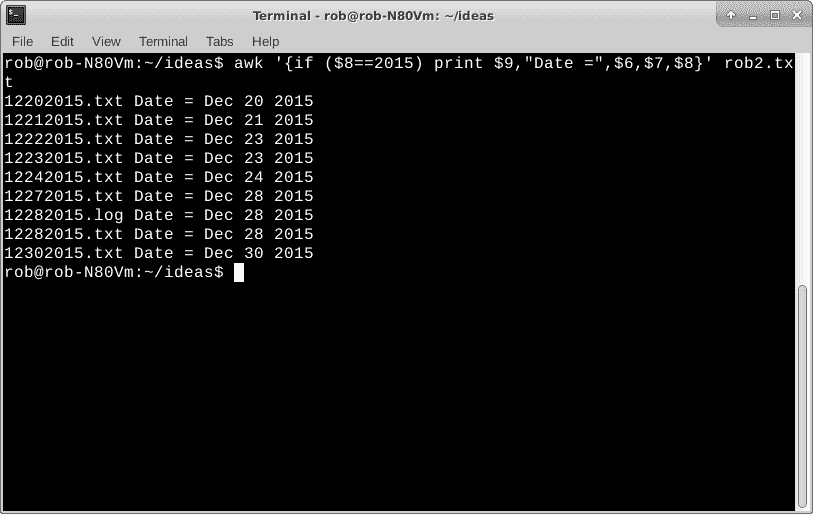 Terminal - rob@rob-N80Vm: ~/ideas
File Edit View Terminal Tabs Help
rob@rob-N80Vm:~/ideas$ awk '{if ($8==2015) print $9,"Date =",$6,$7,$8}' rob2.tx
t
12202015.txt Date = Dec 20 2015
12212015.txt Date = Dec 21 2015
12222015.txt Date = Dec 23 2015
12232015.txt Date = Dec 23 2015
12242015.txt Date = Dec 24 2015
12272015.txt Date = Dec 28 2015
12282015.log Date = Dec 28 2015
12282015.txt Date = Dec 28 2015
12302015.txt Date = Dec 30 2015
rob@rob-N80Vm:~/ideas$